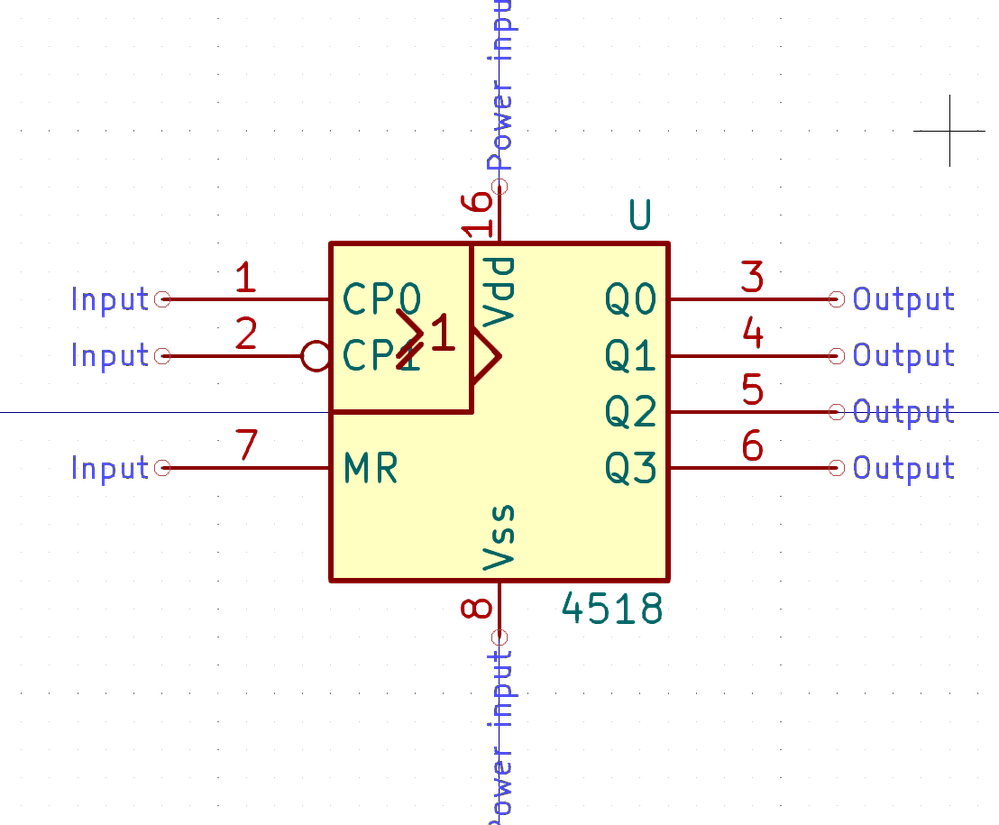 Power input
16
U
1
Vdd
Input
CP0
Q0
3
Output
2
1
Input
CP1
Q1
4
Output
5
Q2
Output
7
6
Input
MR
Q3
Output
Vss
8
4518
Power input